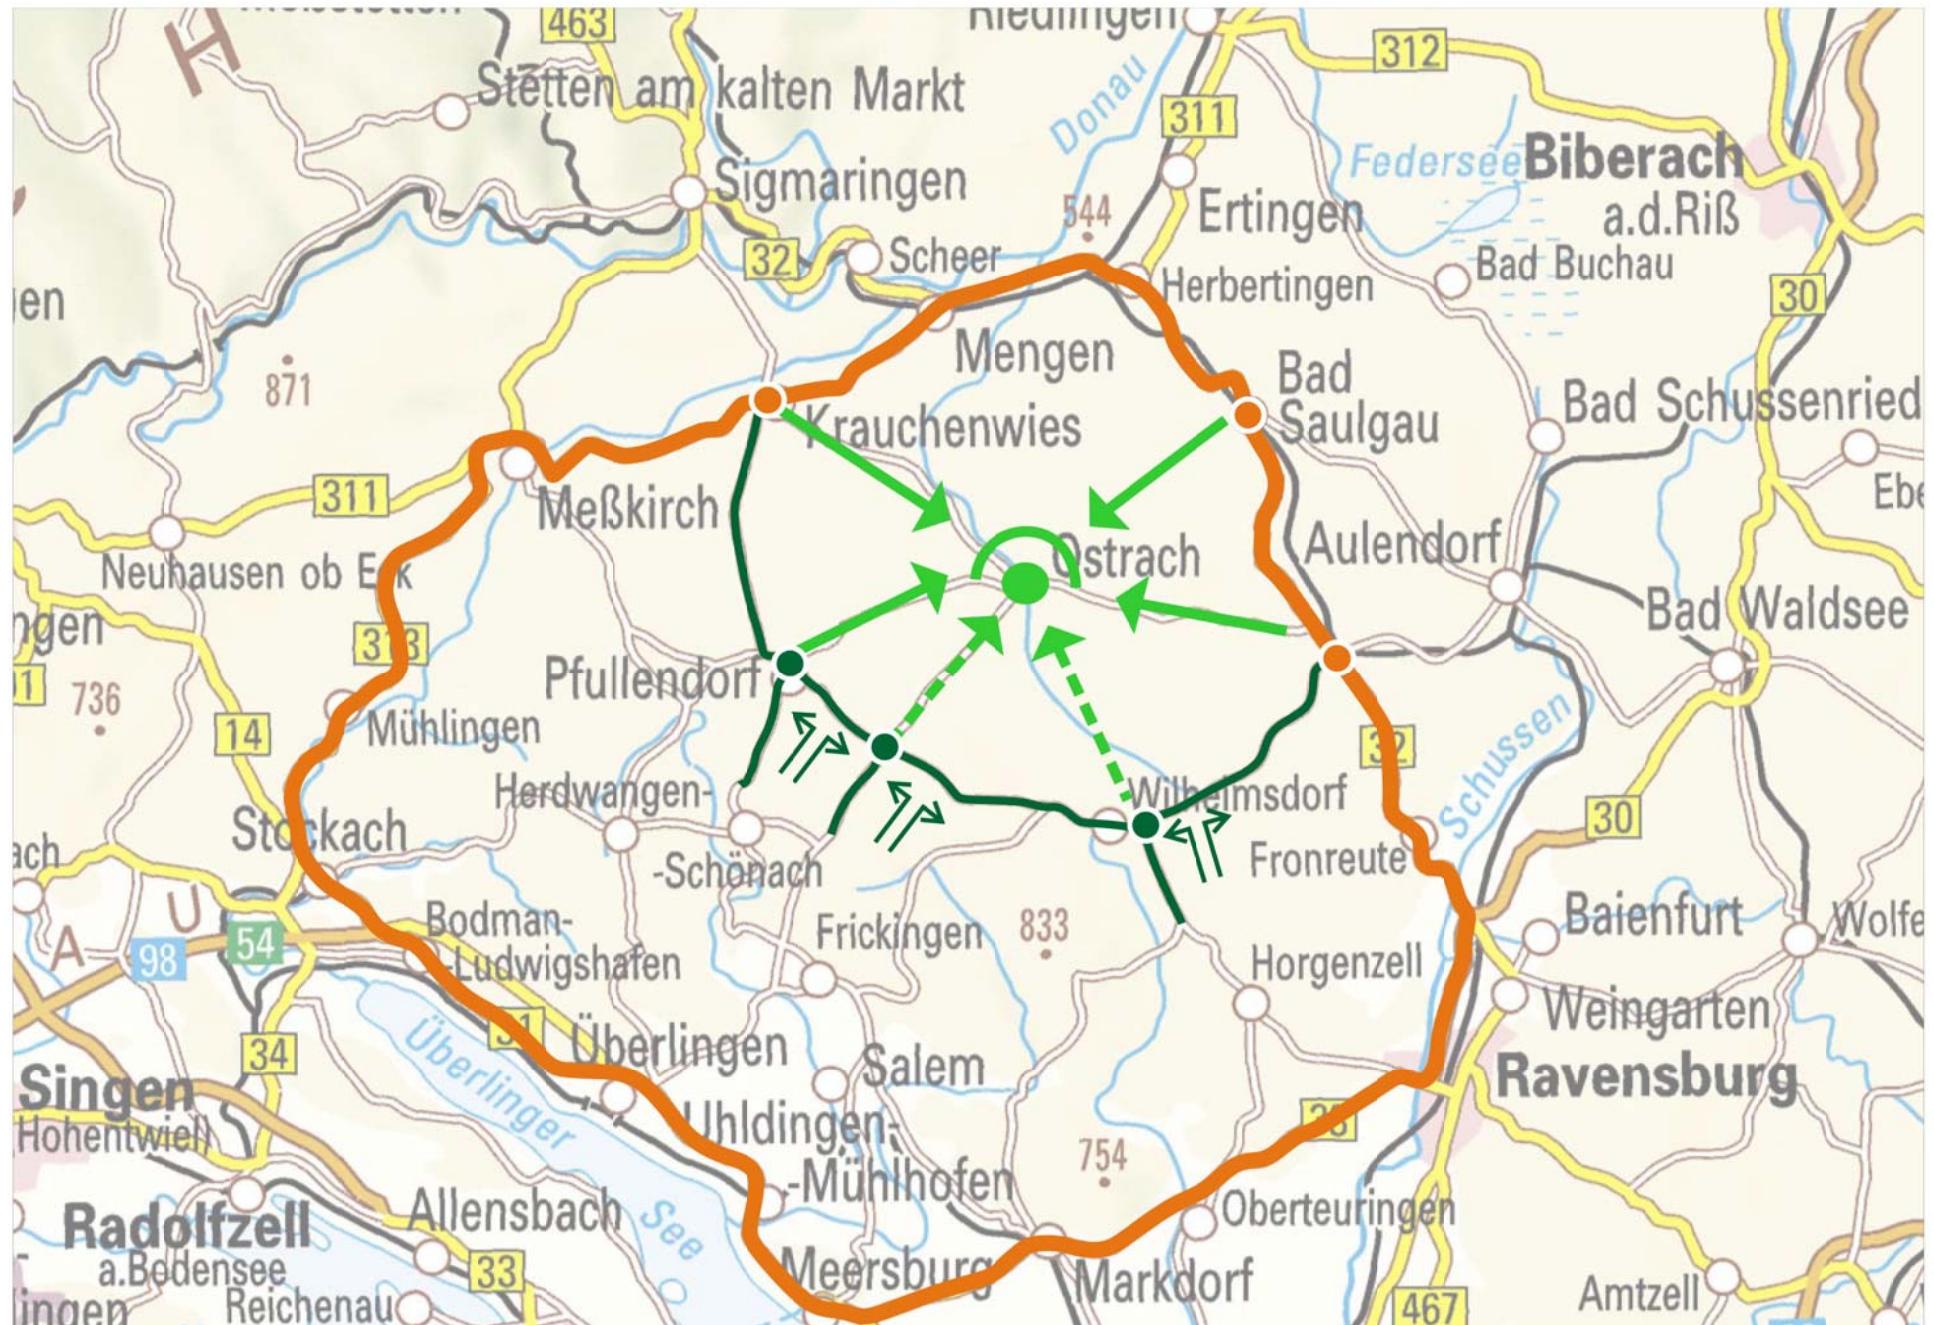 H
463
Riedlingen
312
Stetten am kalten Markt
Donau
311
Federsee
Biberach
a.d.Riß
Sigmaringen
544
Ertingen
32
Scheer
Bad Buchau
Herbertingen
30
Mengen
871
Bad
Saulgau
Bad Schussenried
Krauchenwies
311
Meßkirch
Neuhausen ob Eck
Ostrach
Aulendorf
Bad Waldsee
313
Pfullendorf
736
14
Mühlingen
32
Schussen
Herdwangen-
-Schönach
Wilhelmsdorf
30
Stockach
Fronreute
A
U
98
54
Bodman-
-Ludwigshafen
Frickingen
833
Baienfurt
Horgenzell
Weingarten
31
34
Überlingen
Salem
Überlinger
See
Ravensburg
Singen
Hohentwiel
Uhldingen-
-Mühlhofen
754
Radolfzell
a.Bodensee
Allensbach
Oberteuringen
33
Meersburg
Markdorf
Reichenau
467
Amtzell